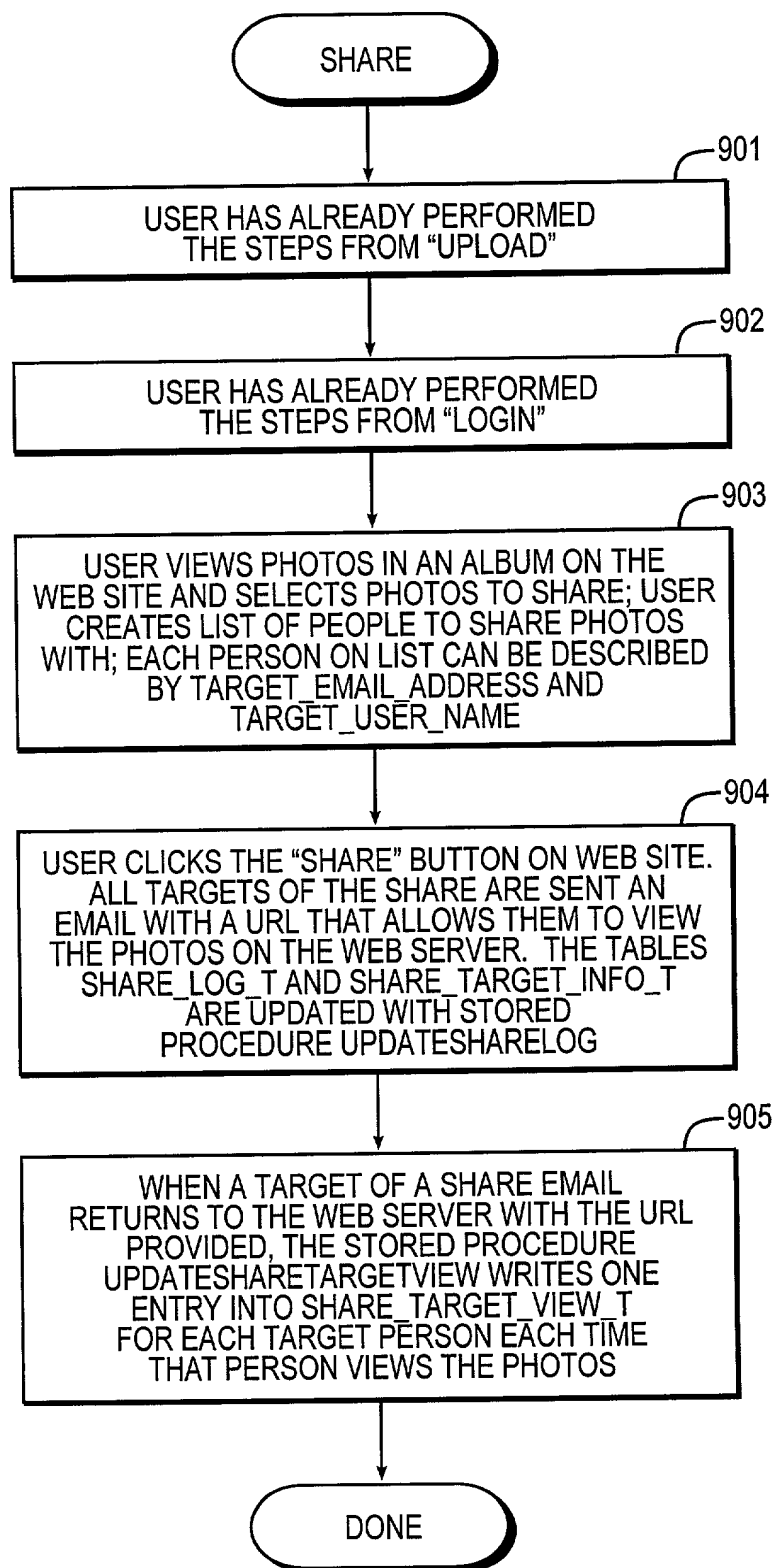 SHARE
901
USER HAS ALREADY PERFORMED
THE STEPS FROM “UPLOAD”
902
USER HAS ALREADY PERFORMED
THE STEPS FROM “LOGIN”
903
USER VIEWS PHOTOS IN AN ALBUM ON THE
WEB SITE AND SELECTS PHOTOS TO SHARE; USER
CREATES LIST OF PEOPLE TO SHARE PHOTOS
WITH; EACH PERSON ON LIST CAN BE DESCRIBED
BY TARGET_EMAIL_ADDRESS AND
TARGET_USER_NAME
904
USER CLICKS THE “SHARE” BUTTON ON WEB SITE.
ALL TARGETS OF THE SHARE ARE SENT AN
EMAIL WITH A URL THAT ALLOWS THEM TO VIEW
THE PHOTOS ON THE WEB SERVER. THE TABLES
SHARE_LOG_T AND SHARE_TARGET_INFO_T
ARE UPDATED WITH STORED
PROCEDURE UPDATESHARELOG
905
WHEN A TARGET OF A SHARE EMAIL
RETURNS TO THE WEB SERVER WITH THE URL
PROVIDED, THE STORED PROCEDURE
UPDATESHARETARGETVIEW WRITES ONE
ENTRY INTO SHARE_TARGET_VIEW_T
FOR EACH TARGET PERSON EACH TIME
THAT PERSON VIEWS THE PHOTOS
DONE